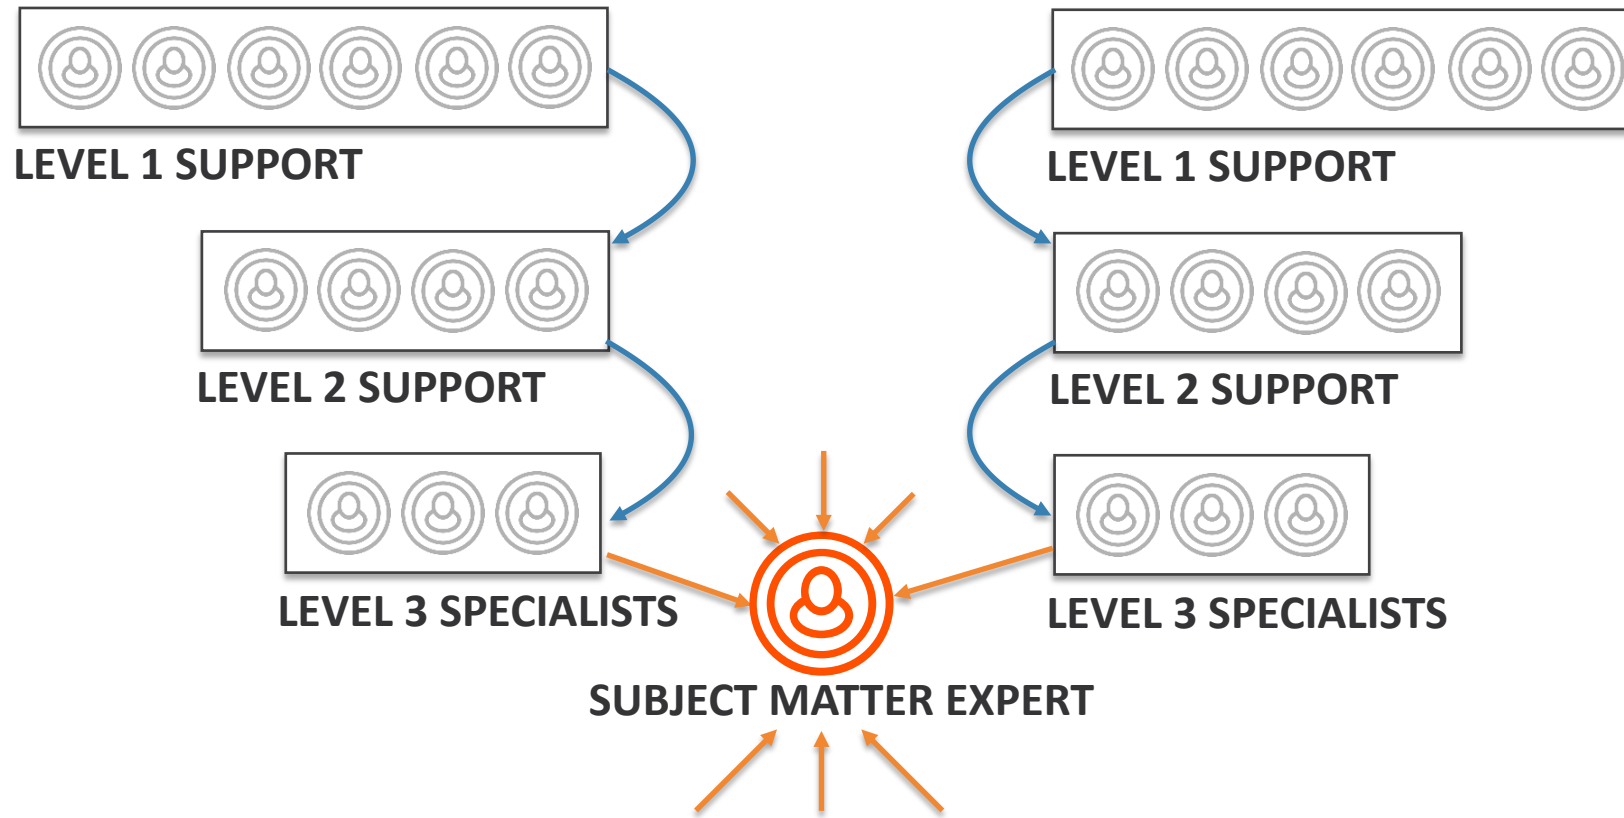 LEVEL 1 SUPPORT
LEVEL 1 SUPPORT
LEVEL 2 SUPPORT
LEVEL 2 SUPPORT
LEVEL 3 SPECIALISTS
LEVEL 3 SPECIALISTS
SUBJECT MATTER EXPERT